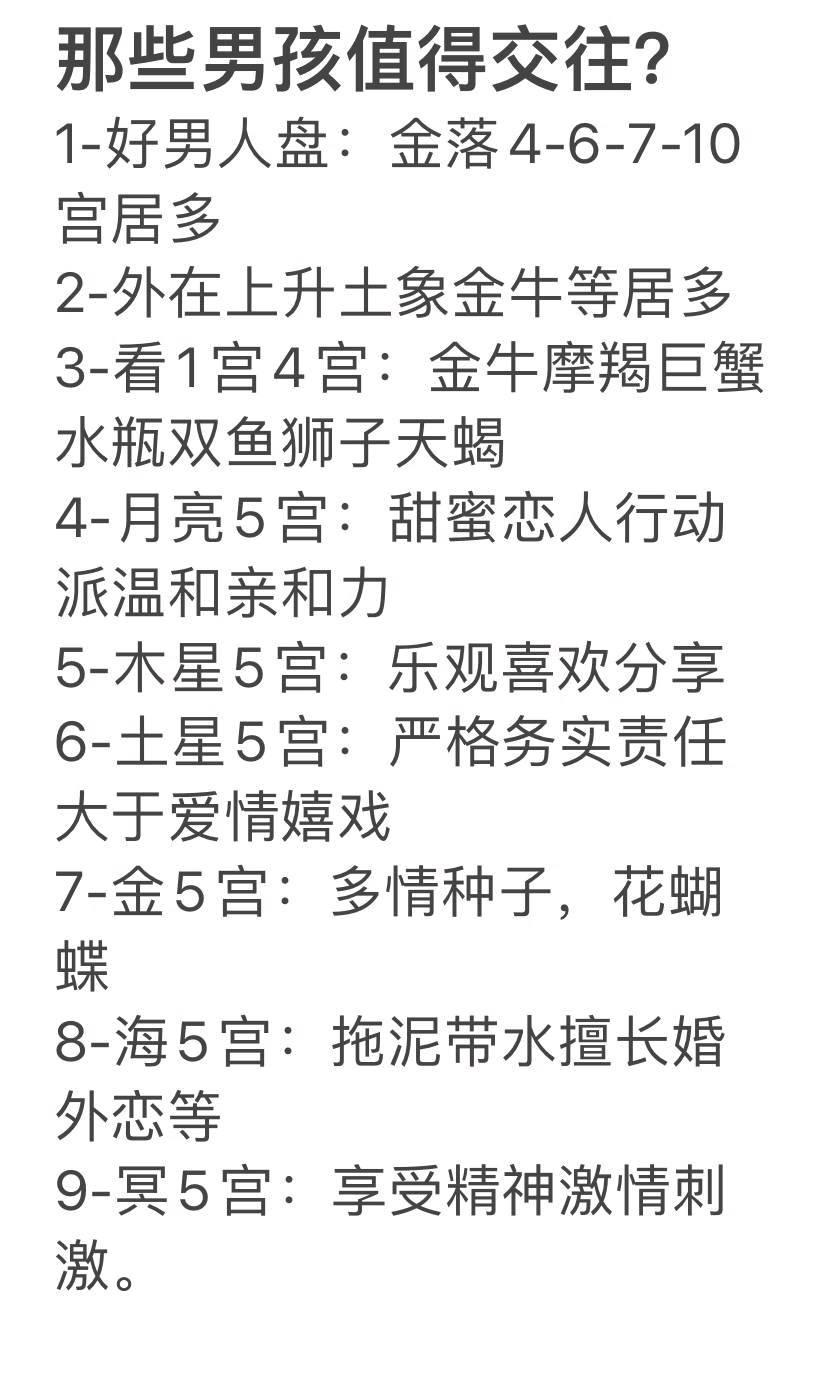 那些男孩值得交往?
1-好男人盘：金落4-6-7-10
宫居多
2-外在上升土象金牛等居多
3-看1宫4宫：金牛摩羯巨蟹
水瓶双鱼狮子天蝎
4-月亮5宫：甜蜜恋人行动
派温和亲和力
5-木星5宫：乐观喜欢分享
6-土星5宫：严格务实责任
大于爱情嬉戏
7-金5宫：多情种子，花蝴
蝶
8-海5宫：拖泥带水擅长婚
外恋等
9-冥5宫：享受精神激情刺
激。